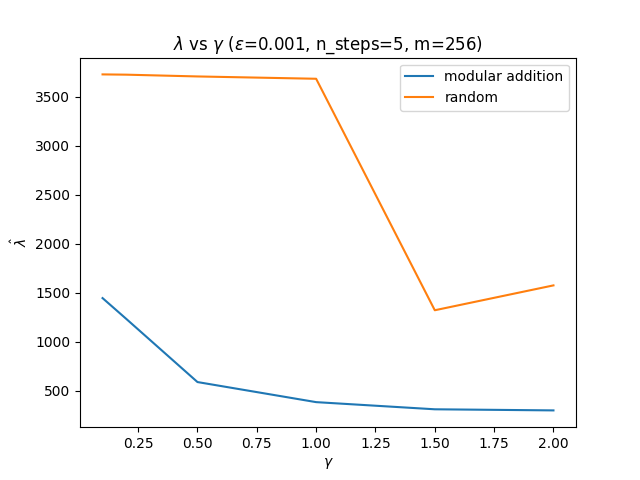 λ vs γ (ε=0.001, n_steps=5, m=256)
modular addition
random
3500
3000
2500
2000
1500
1000
500
λ̂
0.25 0.50 0.75 1.00 1.25 1.50 1.75 2.00
γ